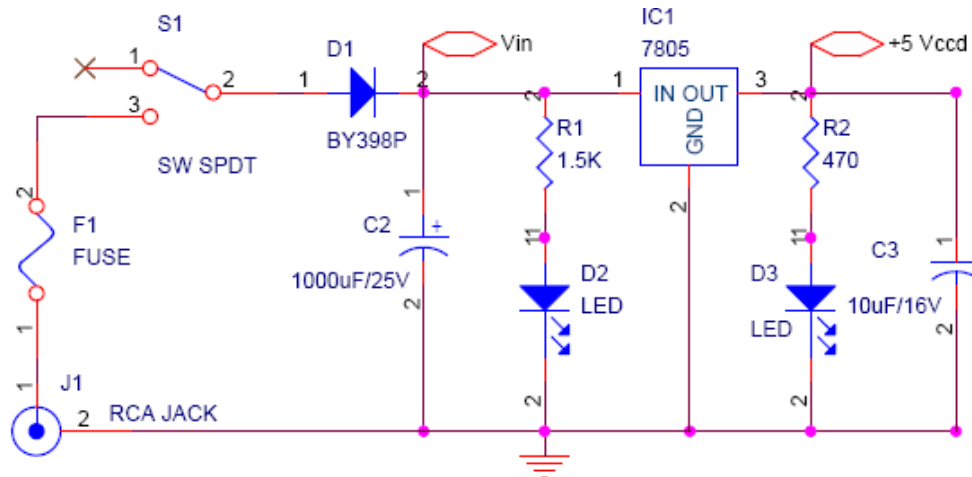 S1
1
2
3
SW SPDT
D1
1
2
BY398P
Vin
IC1
7805
1
IN OUT
3
GND
2
+5 Vccd
2
R1
1.5K
11
2
R2
470
11
2
F1
FUSE
1
1
C2
+
1000uF/25V
2
D2
LED
2
D3
LED
2
C3
1
10uF/16V
2
1
J1
1
2
RCA JACK